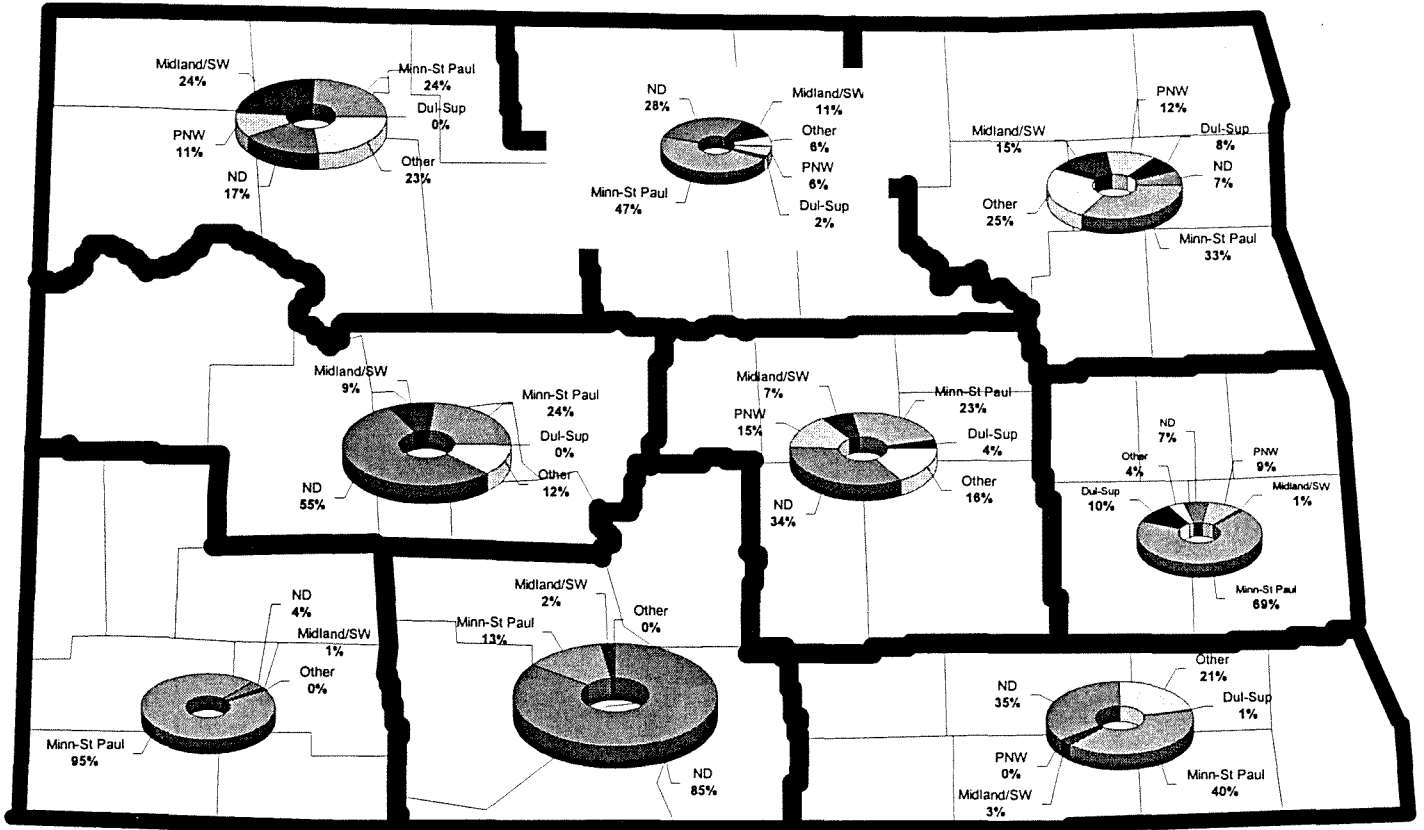 Midland/SW
24%
Minn-St Paul
24%
Dul-Sup
0%
Other
23%
ND
17%
PNW
11%
ND
28%
Midland/SW
11%
Other
6%
PNW
6%
Dul-Sup
2%
Minn-St Paul
47%
PNW
12%
Midland/SW
15%
Dul-Sup
8%
ND
7%
Other
25%
Minn-St Paul
33%
Midland/SW
9%
Minn-St Paul
24%
Dul-Sup
0%
Other
12%
ND
55%
Midland/SW
7%
Minn-St Paul
23%
PNW
15%
Dul-Sup
4%
Other
16%
ND
34%
ND
7%
Other
4%
PNW
9%
Midland/SW
1%
Dul-Sup
10%
Minn-St Paul
69%
ND
4%
Midland/SW
1%
Other
0%
Minn-St Paul
95%
Midland/SW
2%
Other
0%
Minn-St Paul
13%
ND
85%
Other
21%
ND
35%
Dul-Sup
1%
PNW
0%
Midland/SW
3%
Minn-St Paul
40%